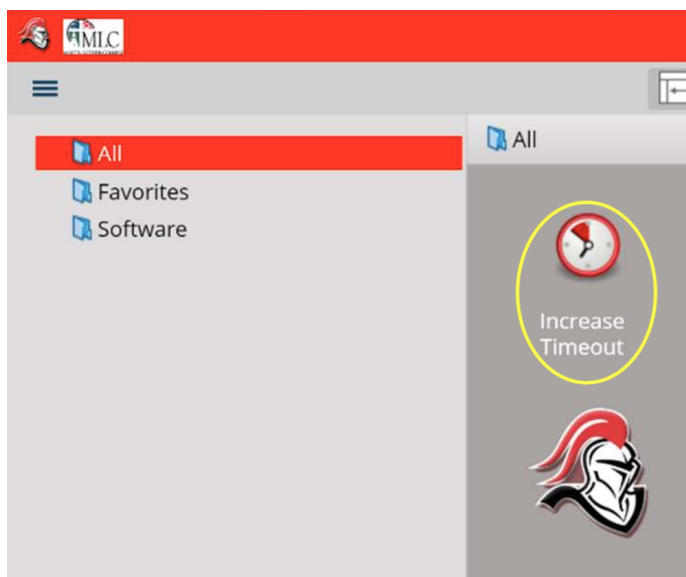 MLC
All
Favorites
Software
All
Increase
Timeout